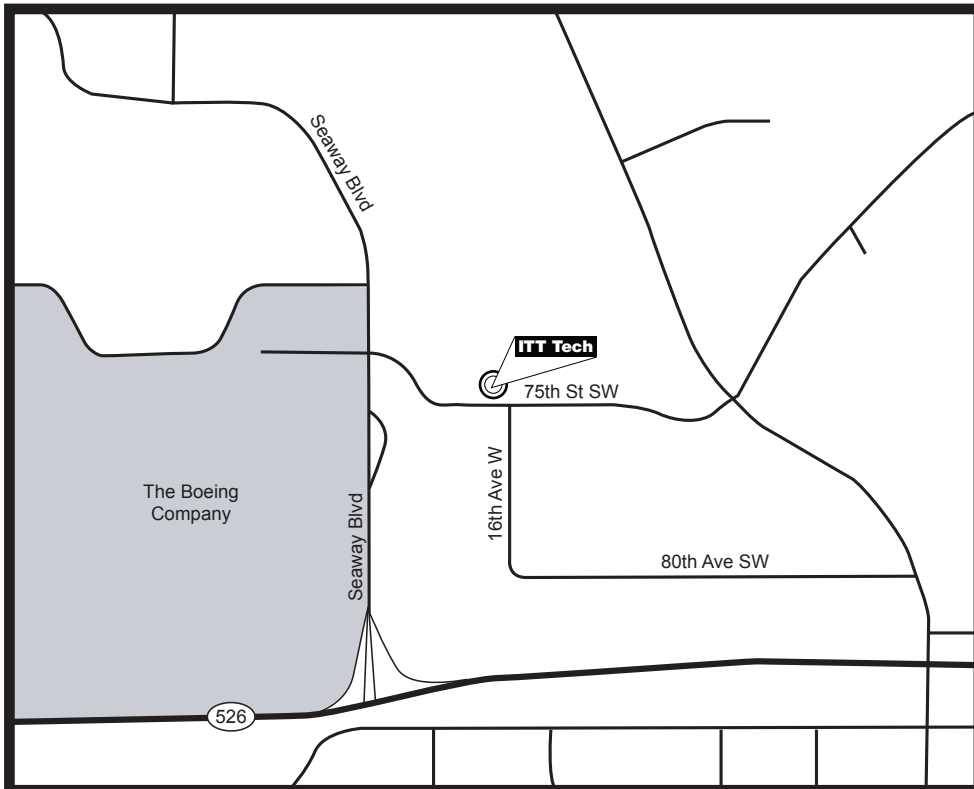 Seaway Blvd
ITT Tech
75th St SW
16th Ave W
The Boeing
Company
Seaway Blvd
80th Ave SW
526